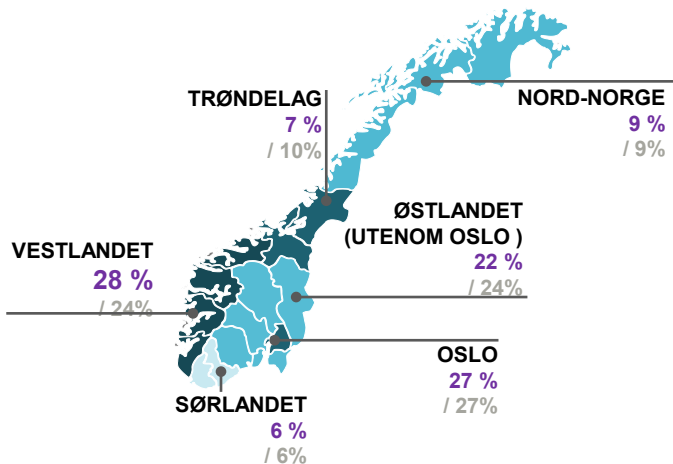 TRØNDELAG
7 %
/ 10%
NORD-NORGE
9 %
/ 9%
ØSTLANDET
(UTENOM OSLO )
22 %
/ 24%
VESTLANDET
28 %
/ 24%
OSLO
27 %
/ 27%
SØRLANDET
6 %
/ 6%